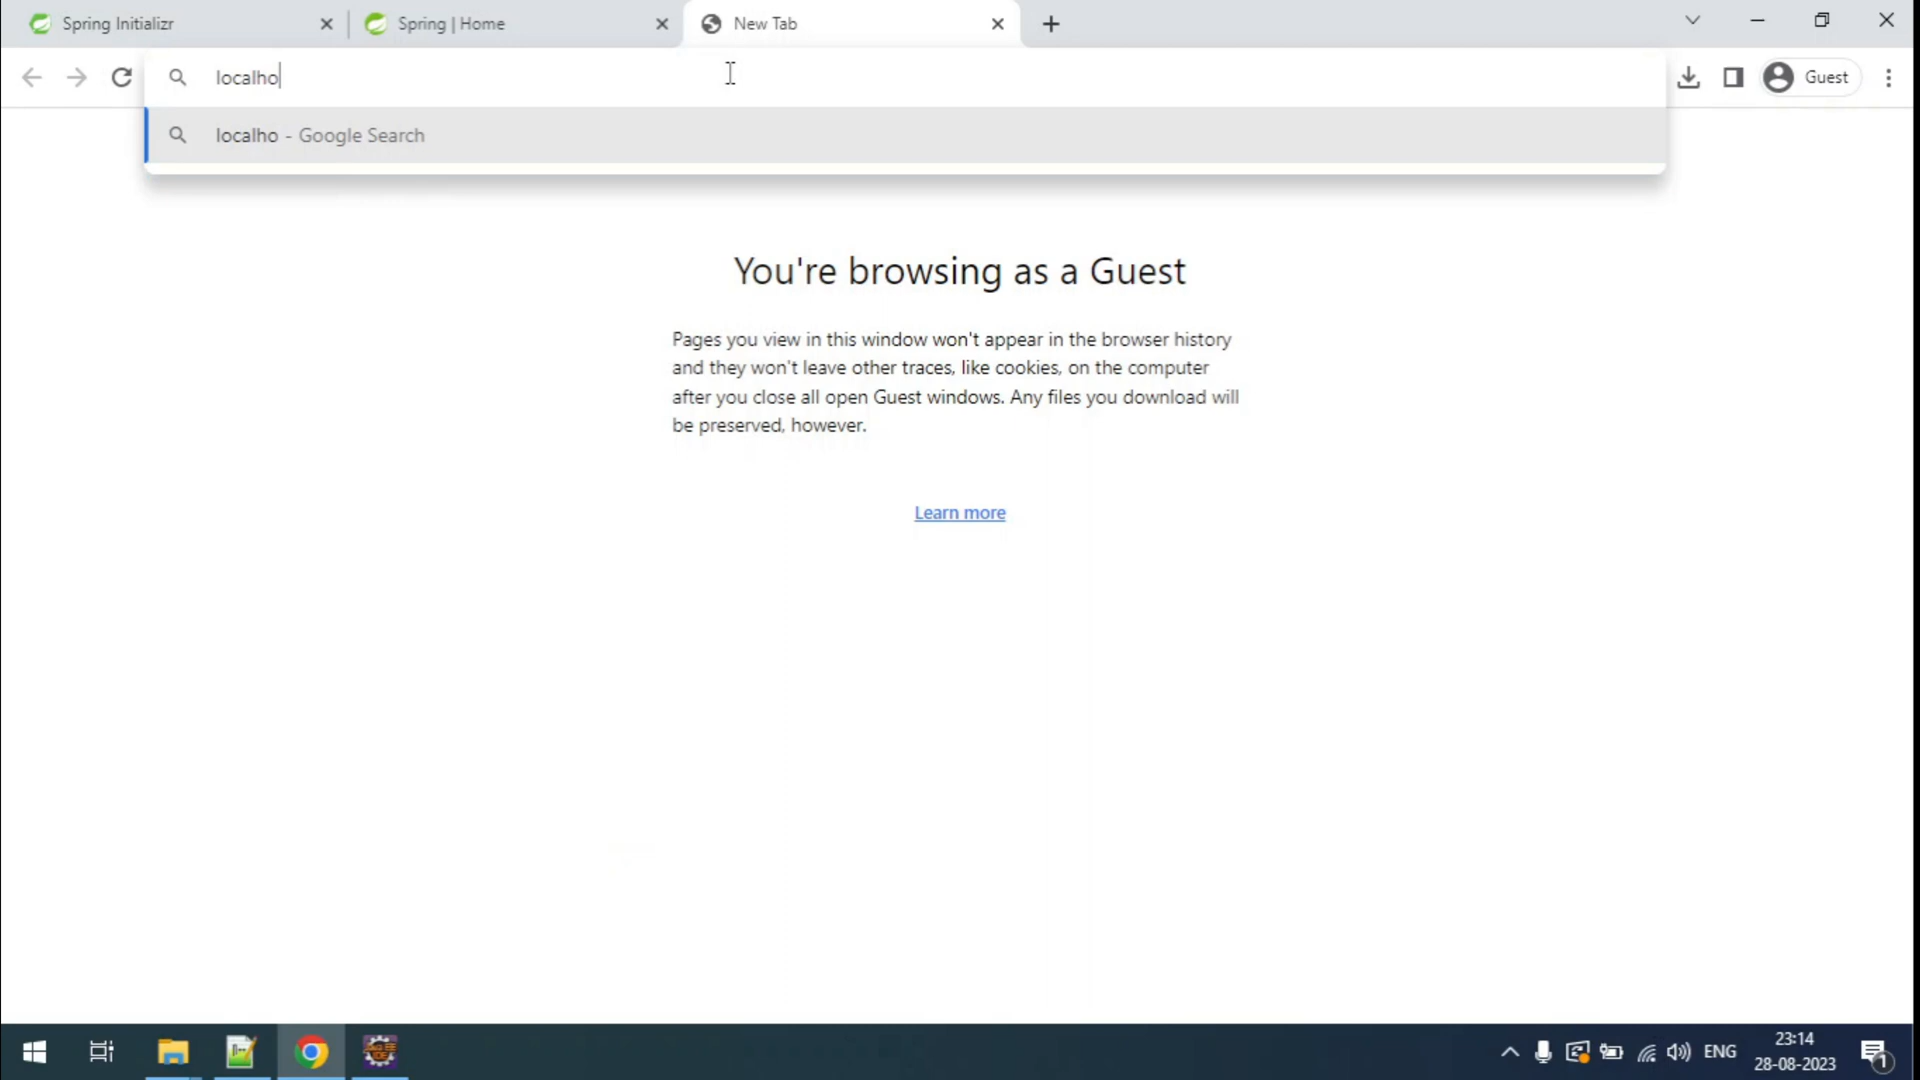 Spring Initializr
Spring | Home
New Tab
localho
Guest
localho - Google Search
You're browsing as a Guest
Pages you view in this window won't appear in the browser history
and they won't leave other traces, like cookies, on the computer
after you close all open Guest windows. Any files you download will
be preserved, however.
Learn more
ENG
23:14
28-08-2023
1